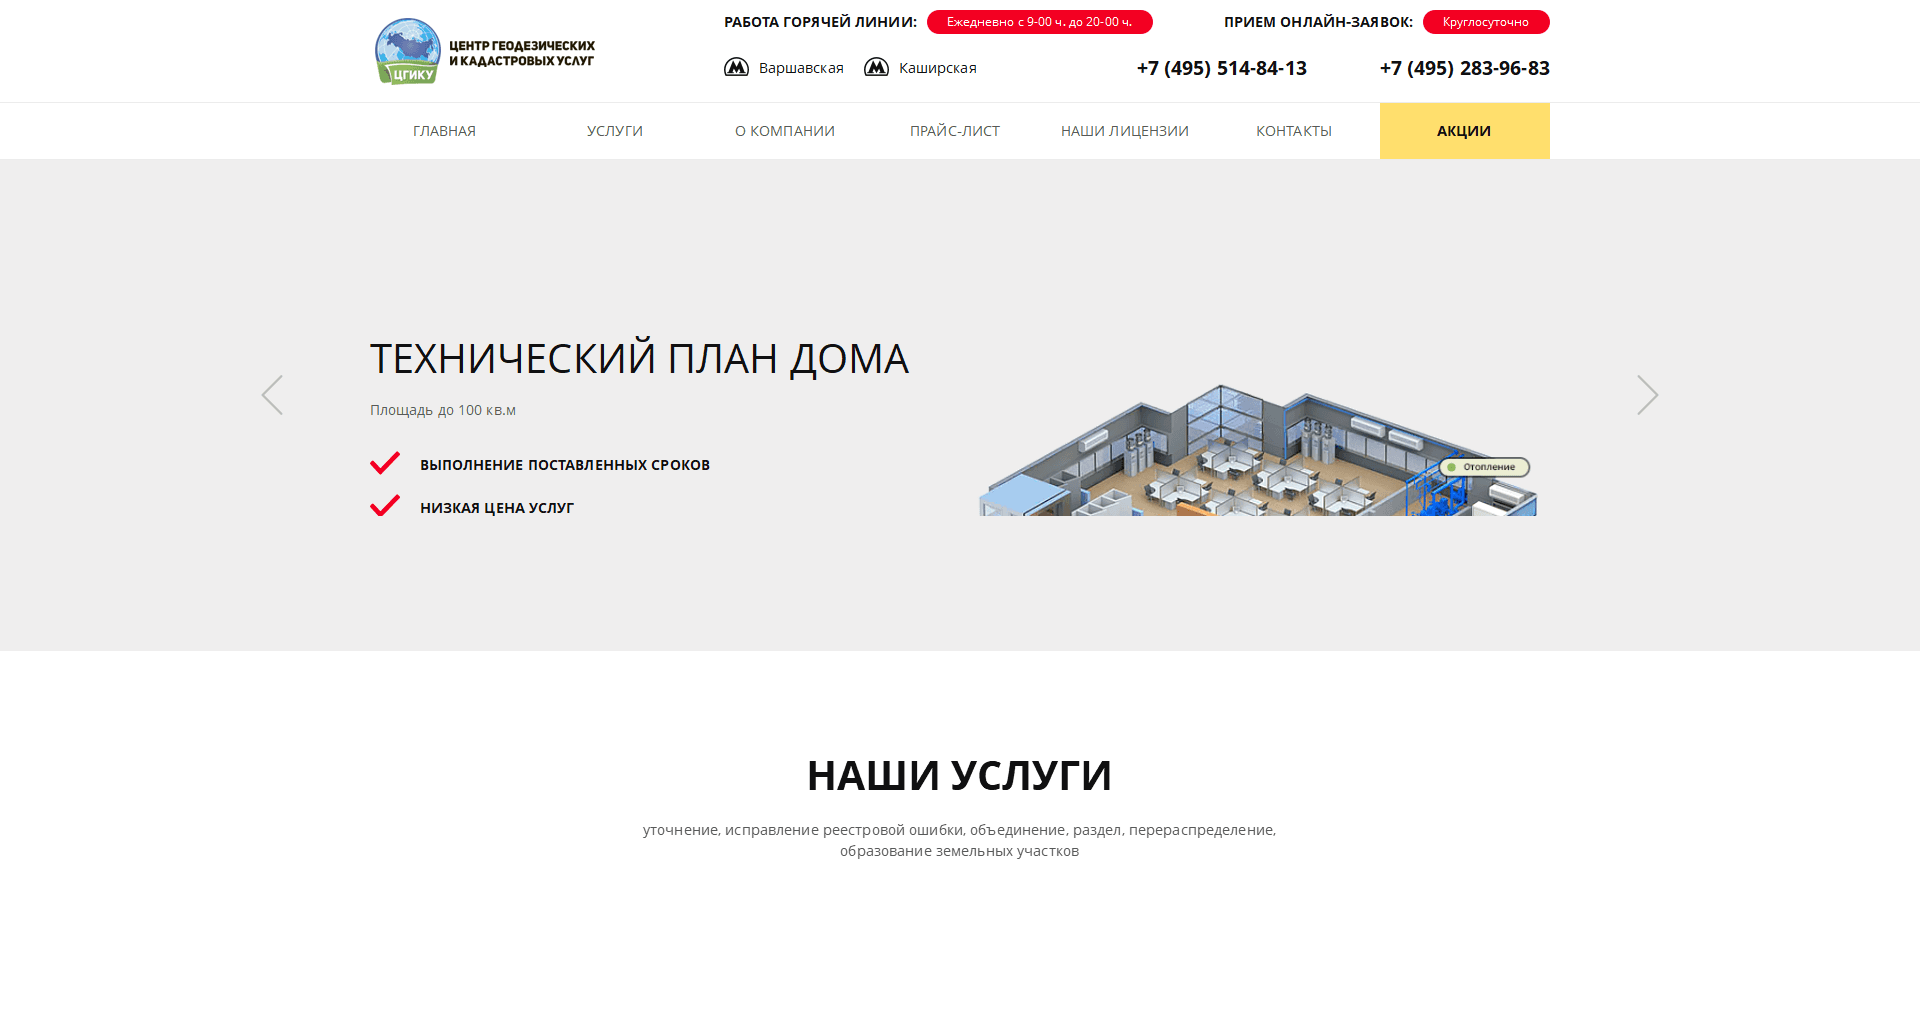 ЦЕНТР ГЕОДЕЗИЧЕСКИХ
И КАДАСТРОВЫХ УСЛУГ
ЦГИКУ
РАБОТА ГОРЯЧЕЙ ЛИНИИ: Ежедневно с 9-00 ч. до 20-00 ч.
ПРИЕМ ОНЛАЙН-ЗАЯВОК: Круглосуточно
Варшавская Каширская +7 (495) 514-84-13 +7 (495) 283-96-83
ГЛАВНАЯ УСЛУГИ О КОМПАНИИ ПРАЙС-ЛИСТ НАШИ ЛИЦЕНЗИИ КОНТАКТЫ АКЦИИ
ТЕХНИЧЕСКИЙ ПЛАН ДОМА
Площадь до 100 кв.м
ВЫПОЛНЕНИЕ ПОСТАВЛЕННЫХ СРОКОВ
НИЗКАЯ ЦЕНА УСЛУГ
Отопление
НАШИ УСЛУГИ
уточнение, исправление реестровой ошибки, объединение, раздел, перераспределение,
образование земельных участков